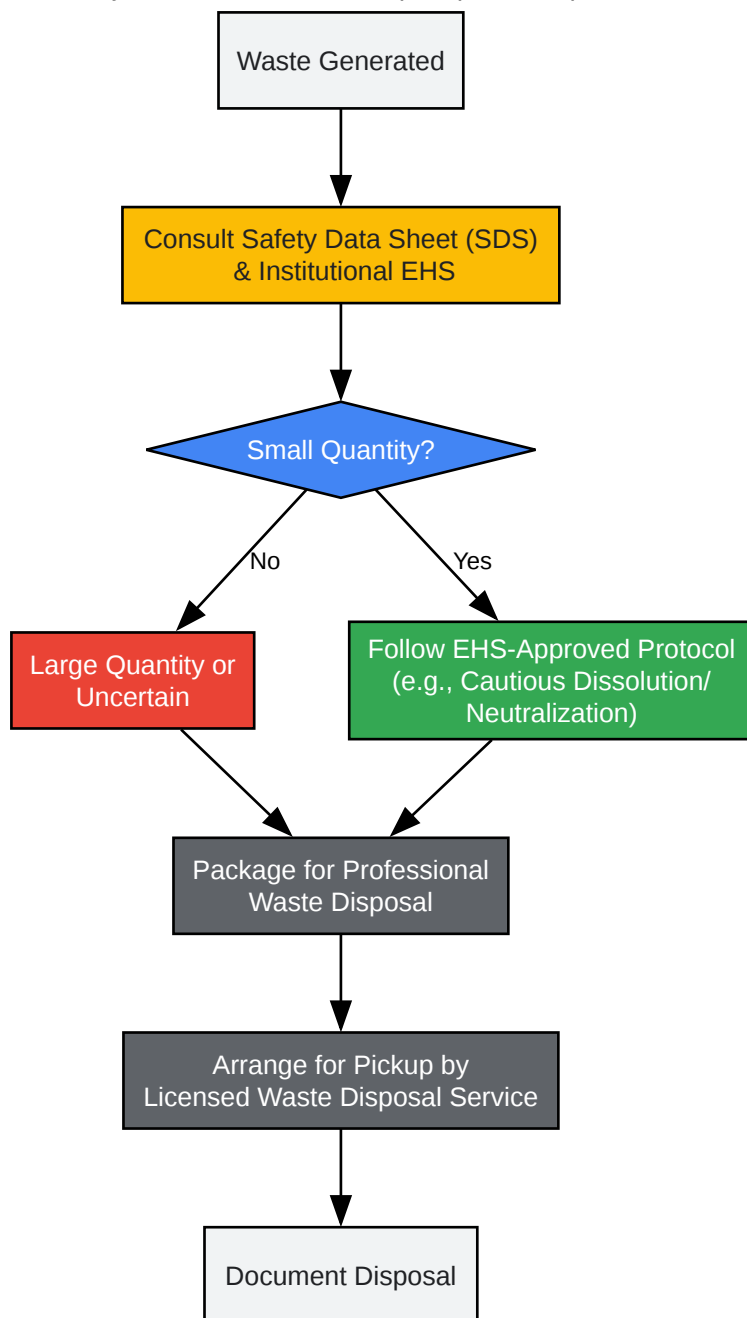 Waste Generated
Consult Safety Data Sheet (SDS)
& Institutional EHS
Small Quantity?
No
Yes
Large Quantity or
Uncertain
Follow EHS-Approved Protocol
(e.g., Cautious Dissolution/
Neutralization)
Package for Professional
Waste Disposal
Arrange for Pickup by
Licensed Waste Disposal Service
Document Disposal